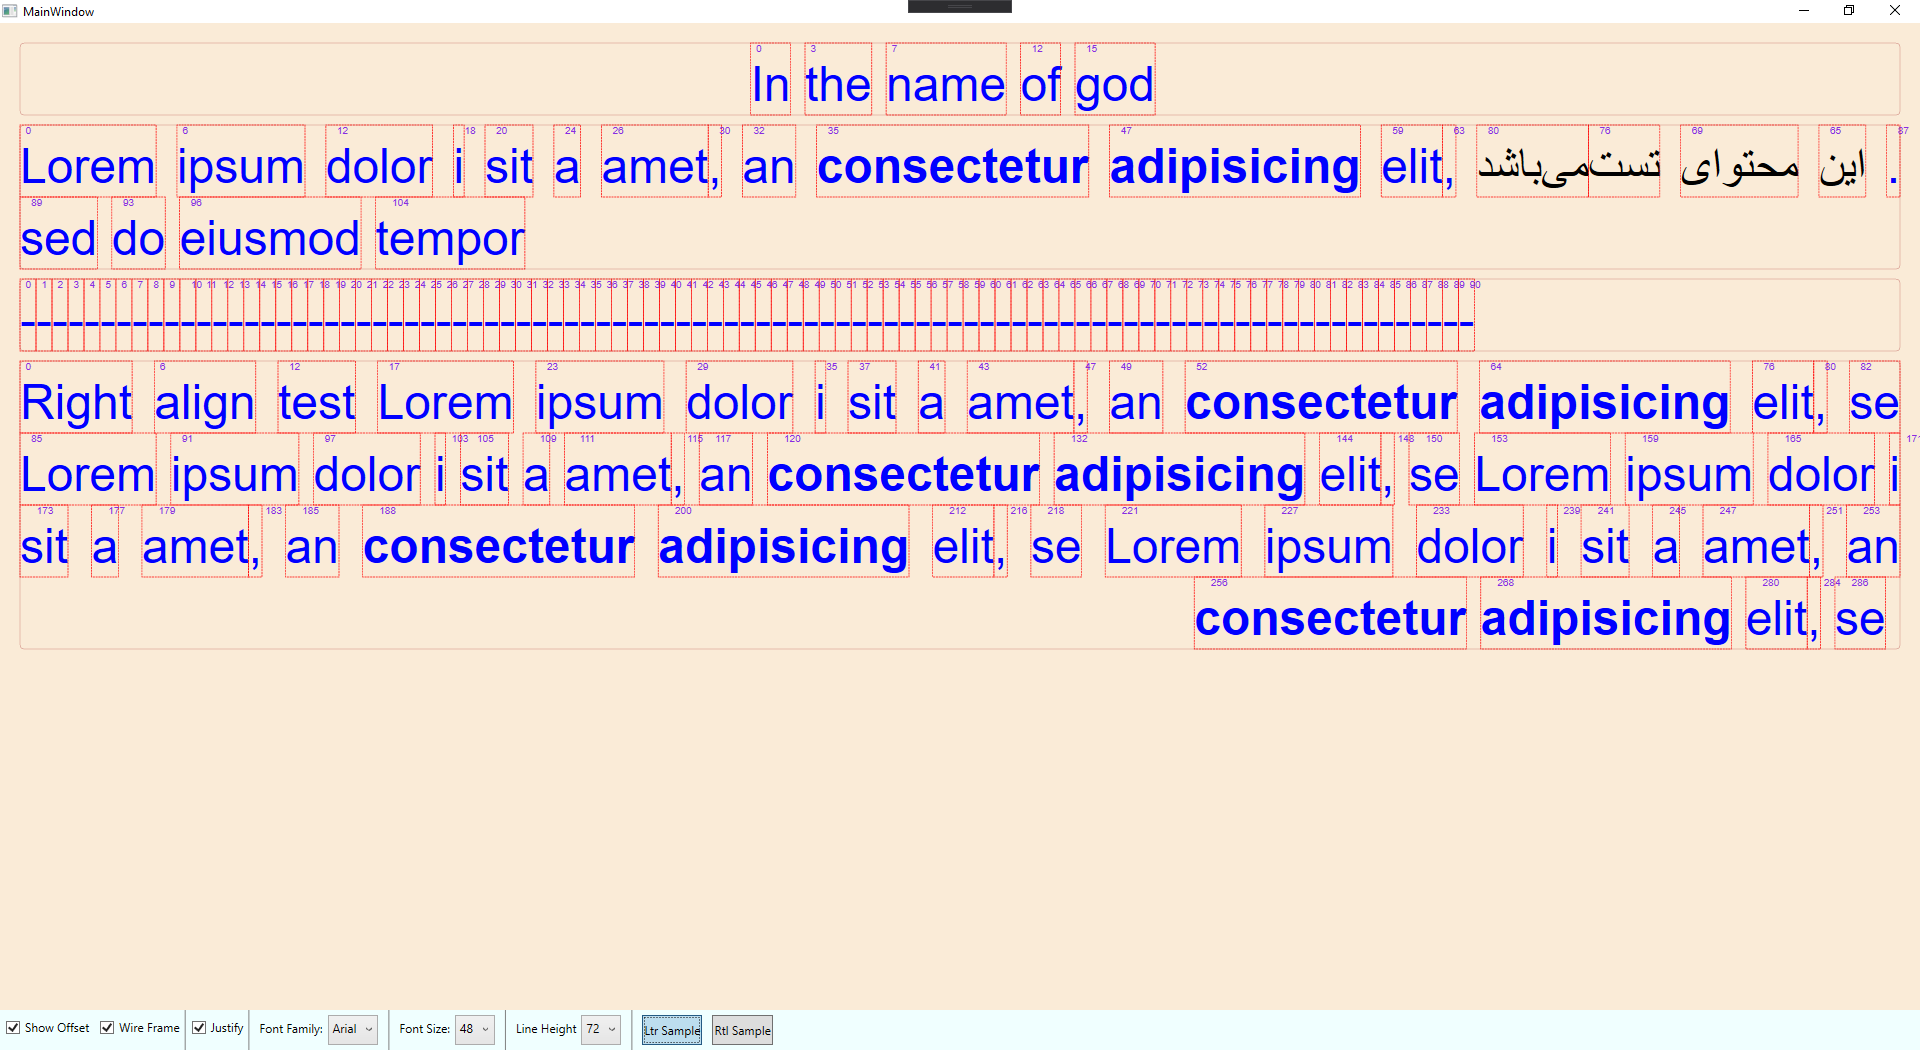 MainWindow
0 3 7 12 15
In the name of god
0 6 12 18 20 24 26 30 32 35 47 59 63 80 76 69 65 87
Lorem ipsum dolor i sit a amet, an consectetur adipisicing elit, این محتوای تست می‌باشد .
89 93 96 104
sed do eiusmod tempor
0 1 2 3 4 5 6 7 8 9 10 11 12 13 14 15 16 17 18 19 20 21 22 23 24 25 26 27 28 29 30 31 32 33 34 35 36 37 38 39 40 41 42 43 44 45 46 47 48 49 50 51 52 53 54 55 56 57 58 59 60 61 62 63 64 65 66 67 68 69 70 71 72 73 74 75 76 77 78 79 80 81 82 83 84 85 86 87 88 89 90
-------------------------------------------------------------------------------------------
0 6 12 17 23 29 35 37 41 43 47 49 52 64 76 80 82
Right align test Lorem ipsum dolor i sit a amet, an consectetur adipisicing elit, se
85 91 97 103 105 109 111 115 117 120 132 144 148 150 153 159 165 171
Lorem ipsum dolor i sit a amet, an consectetur adipisicing elit, se Lorem ipsum dolor i
173 177 179 183 185 188 200 212 216 218 221 227 233 239 241 245 247 251 253
sit a amet, an consectetur adipisicing elit, se Lorem ipsum dolor i sit a amet, an
256 268 280 284 286
consectetur adipisicing elit, se
Show Offset Wire Frame Justify Font Family: Arial Font Size: 48 Line Height 72 Ltr Sample Rtl Sample